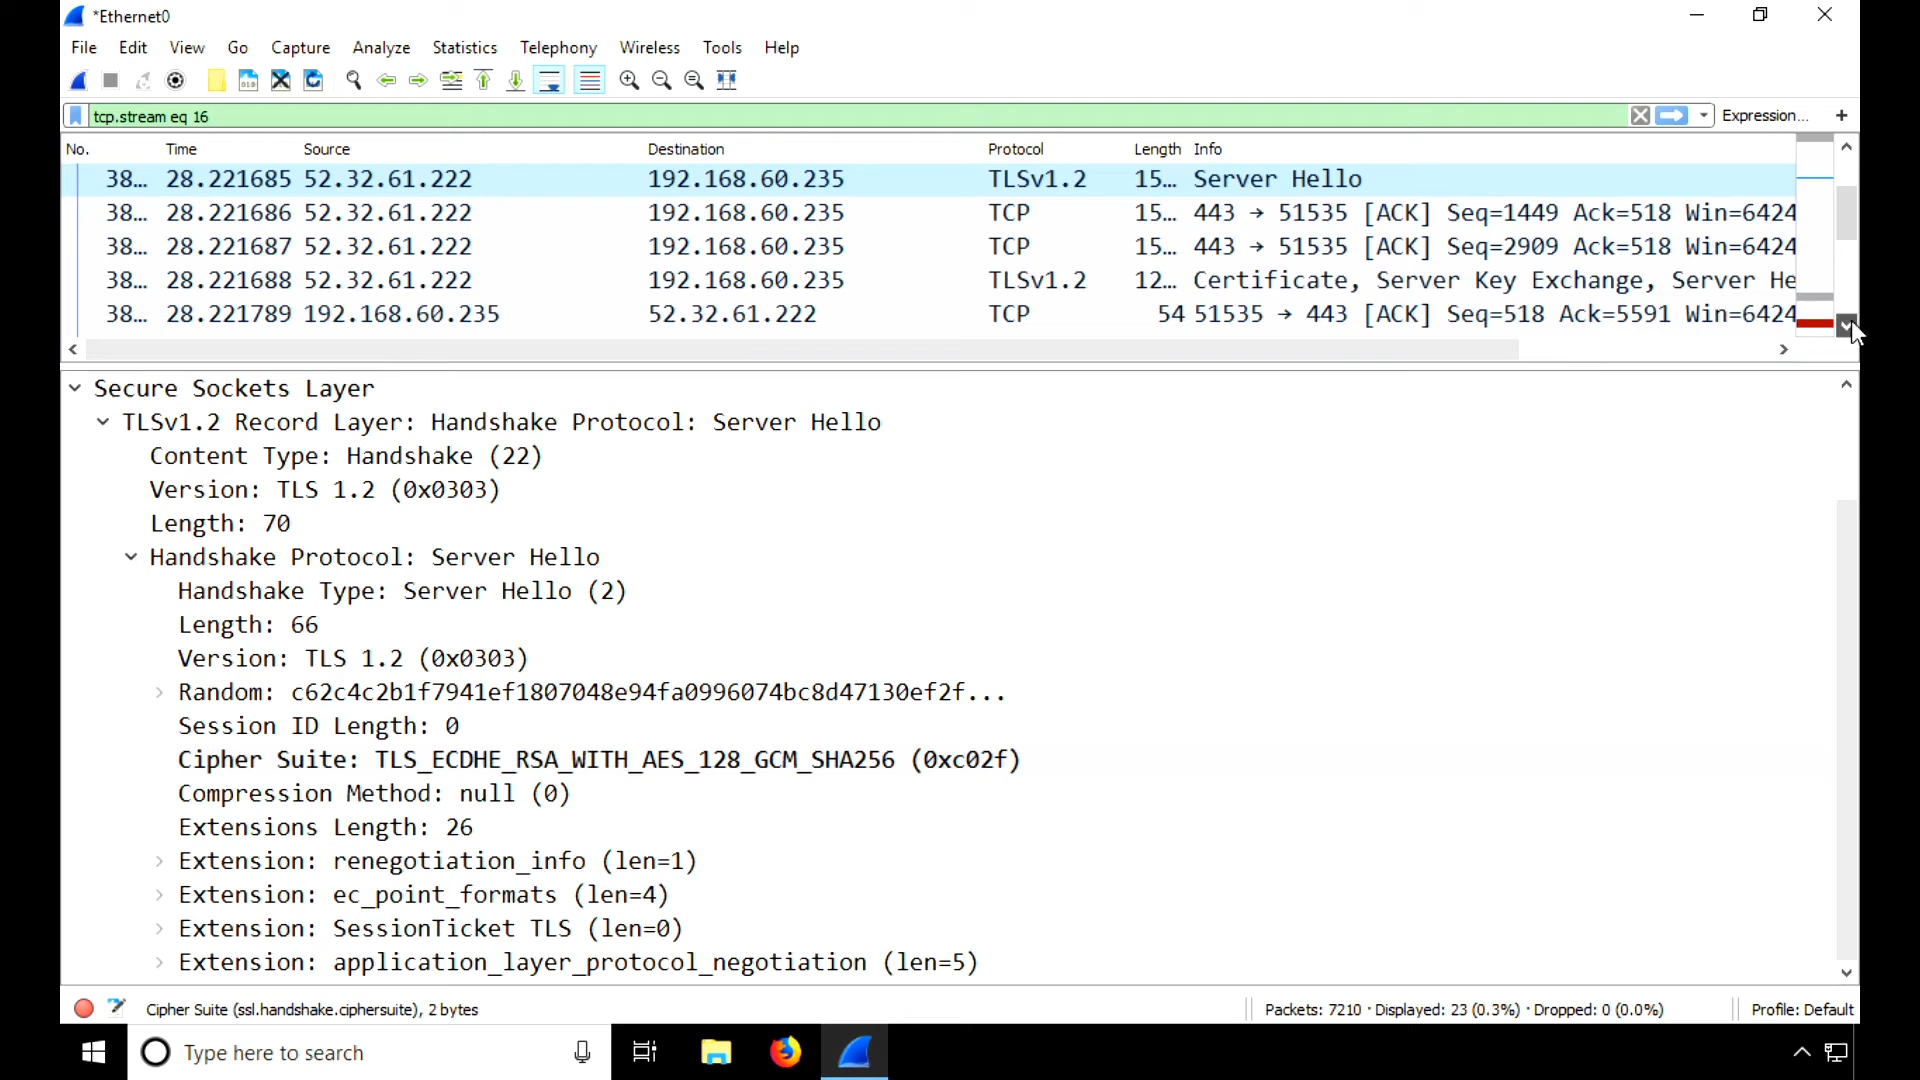 *Ethernet0
File Edit View Go Capture Analyze Statistics Telephony Wireless Tools Help
tcp.stream eq 16 Expression... +
No. Time Source Destination Protocol Length Info
38... 28.221685 52.32.61.222 192.168.60.235 TLSv1.2 15... Server Hello
38... 28.221686 52.32.61.222 192.168.60.235 TCP 15... 443 → 51535 [ACK] Seq=1449 Ack=518 Win=6424
38... 28.221687 52.32.61.222 192.168.60.235 TCP 15... 443 → 51535 [ACK] Seq=2909 Ack=518 Win=6424
38... 28.221688 52.32.61.222 192.168.60.235 TLSv1.2 12... Certificate, Server Key Exchange, Server He
38... 28.221789 192.168.60.235 52.32.61.222 TCP 54 51535 → 443 [ACK] Seq=518 Ack=5591 Win=6424
Secure Sockets Layer
TLSv1.2 Record Layer: Handshake Protocol: Server Hello
Content Type: Handshake (22)
Version: TLS 1.2 (0x0303)
Length: 70
Handshake Protocol: Server Hello
Handshake Type: Server Hello (2)
Length: 66
Version: TLS 1.2 (0x0303)
Random: c62c4c2b1f7941ef1807048e94fa0996074bc8d47130ef2f...
Session ID Length: 0
Cipher Suite: TLS_ECDHE_RSA_WITH_AES_128_GCM_SHA256 (0xc02f)
Compression Method: null (0)
Extensions Length: 26
Extension: renegotiation_info (len=1)
Extension: ec_point_formats (len=4)
Extension: SessionTicket TLS (len=0)
Extension: application_layer_protocol_negotiation (len=5)
Cipher Suite (ssl.handshake.ciphersuite), 2 bytes Packets: 7210 · Displayed: 23 (0.3%) · Dropped: 0 (0.0%) Profile: Default
Type here to search